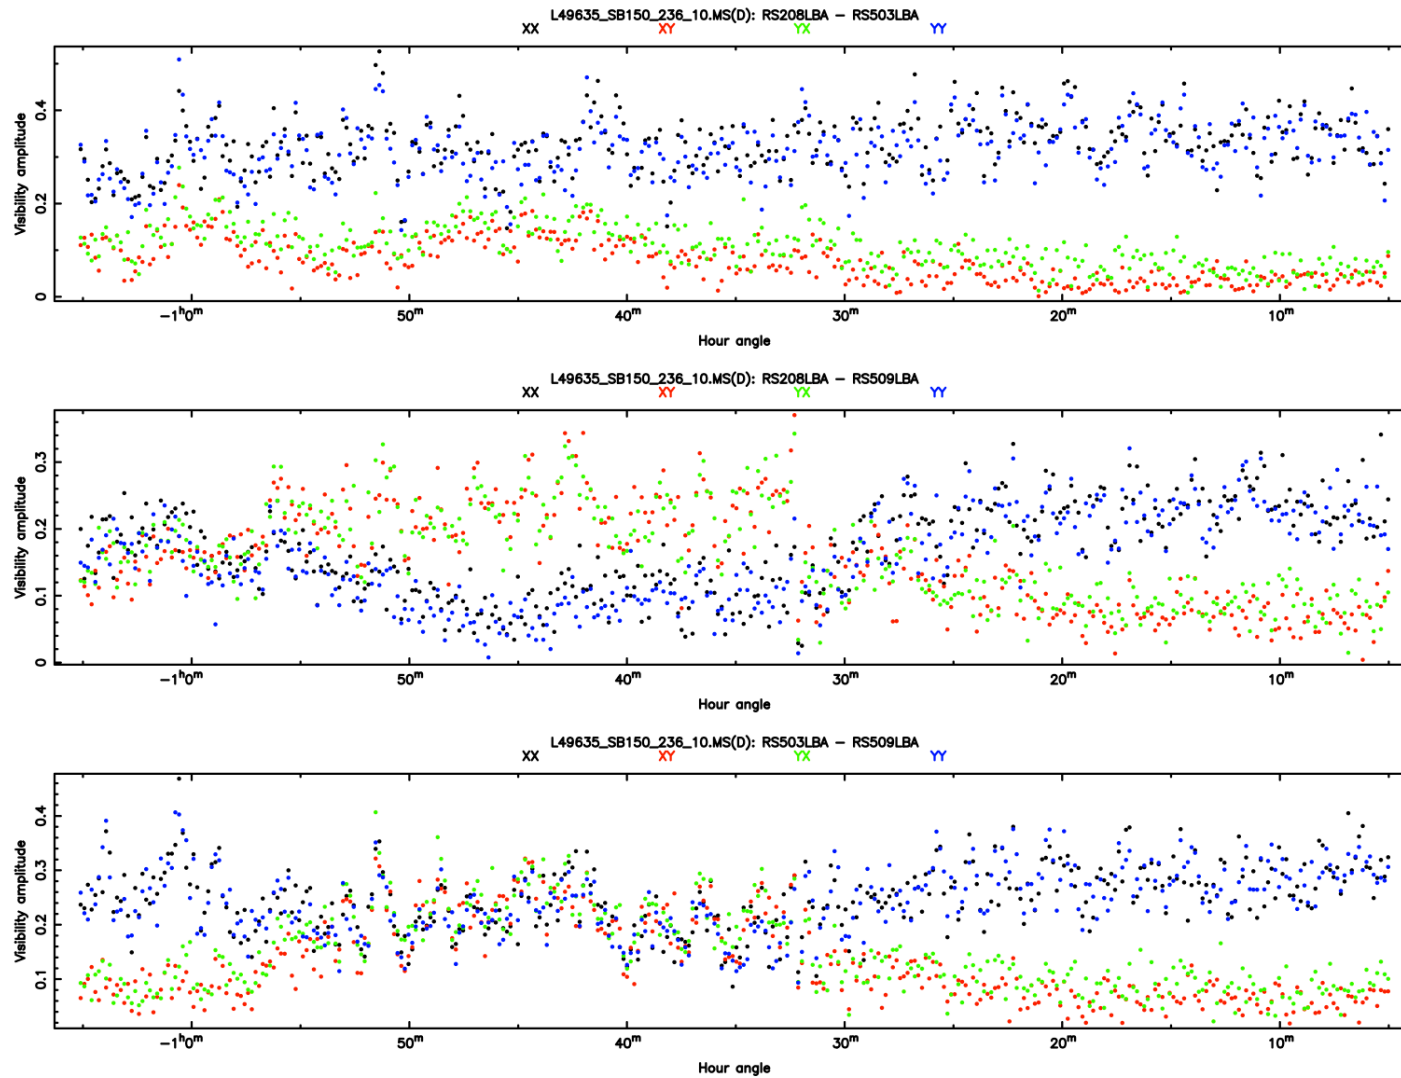 L49635_SB150_236_10.MS(D): RS208LBA − RS503LBA
XX XY YX YY
Visibility amplitude
0.4
0.2
0
−1ʰ0ᵐ 50ᵐ 40ᵐ 30ᵐ 20ᵐ 10ᵐ
Hour angle
L49635_SB150_236_10.MS(D): RS208LBA − RS509LBA
XX XY YX YY
Visibility amplitude
0.3
0.2
0.1
0
−1ʰ0ᵐ 50ᵐ 40ᵐ 30ᵐ 20ᵐ 10ᵐ
Hour angle
L49635_SB150_236_10.MS(D): RS503LBA − RS509LBA
XX XY YX YY
Visibility amplitude
0.4
0.3
0.2
0.1
−1ʰ0ᵐ 50ᵐ 40ᵐ 30ᵐ 20ᵐ 10ᵐ
Hour angle